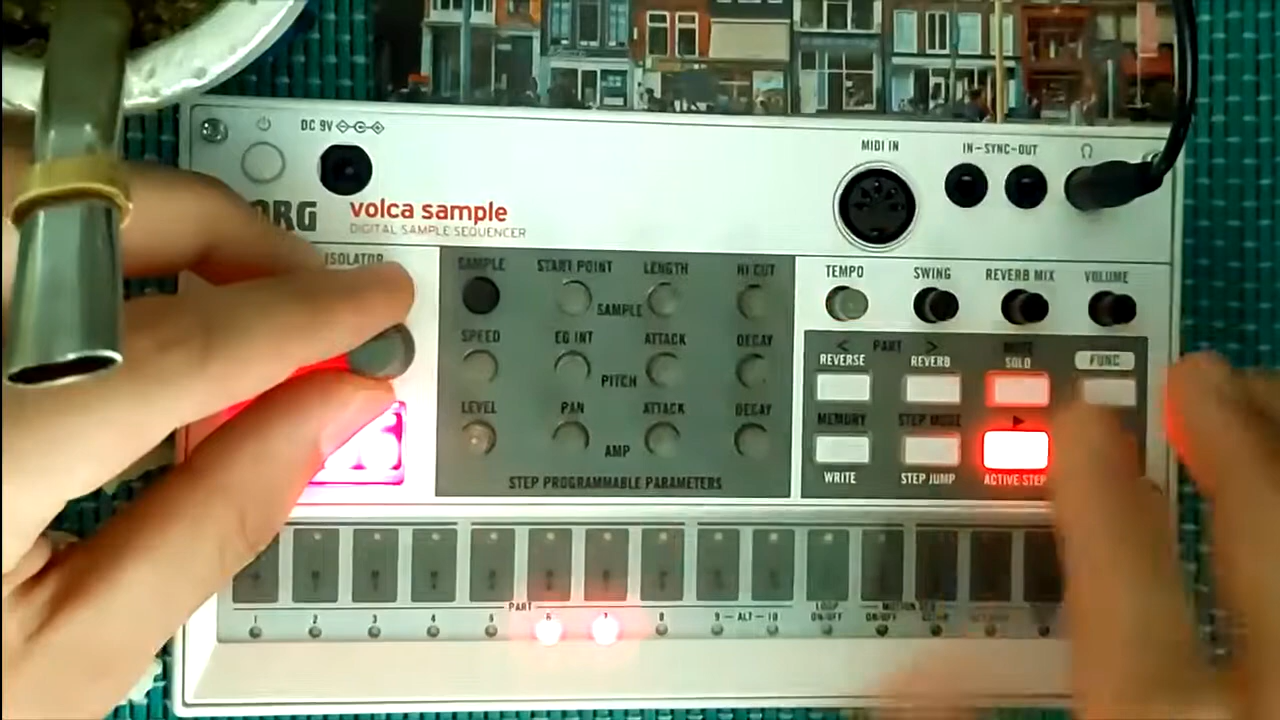 DC 9V
MIDI IN
IN-SYNC-OUT
ORG
volca sample
DIGITAL SAMPLE SEQUENCER
ISOLATOR
SAMPLE START POINT LENGTH HI CUT
SAMPLE
TEMPO SWING REVERB MIX VOLUME
SPEED EG INT ATTACK DECAY
PITCH
< PART > MUTE
REVERSE REVERB SOLO FUNC
LEVEL PAN ATTACK DECAY
AMP
MEMORY STEP MODE
WRITE STEP JUMP ACTIVE STEP
STEP PROGRAMMABLE PARAMETERS
PART
LOOP
1 2 3 4 5 6 7 8 9 - ALT - 10 ON/OFF ON/OFF